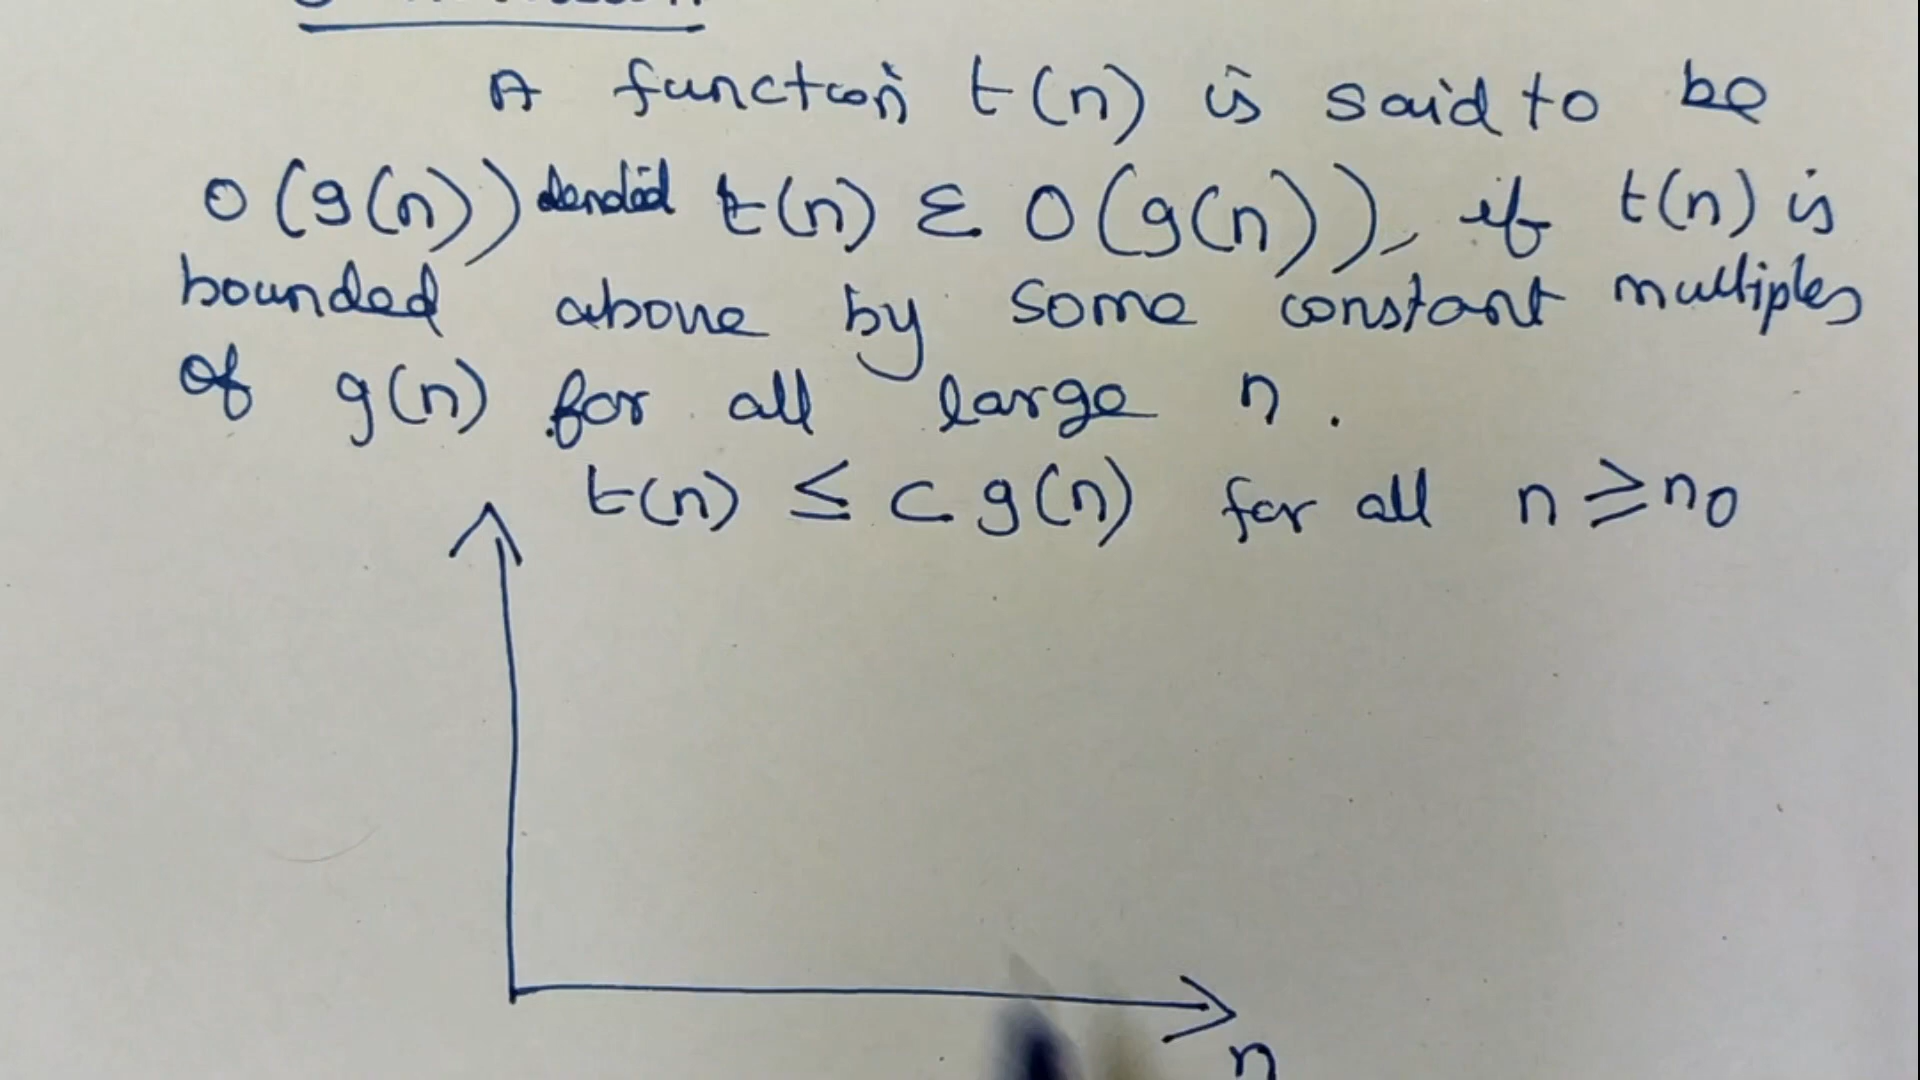 A function t(n) is said to be
O(g(n)) denoted t(n) ε O(g(n)), if t(n) is
bounded above by some constant multiples
of g(n) for all large n.
t(n) ≤ c g(n) for all n ≥ n0
n